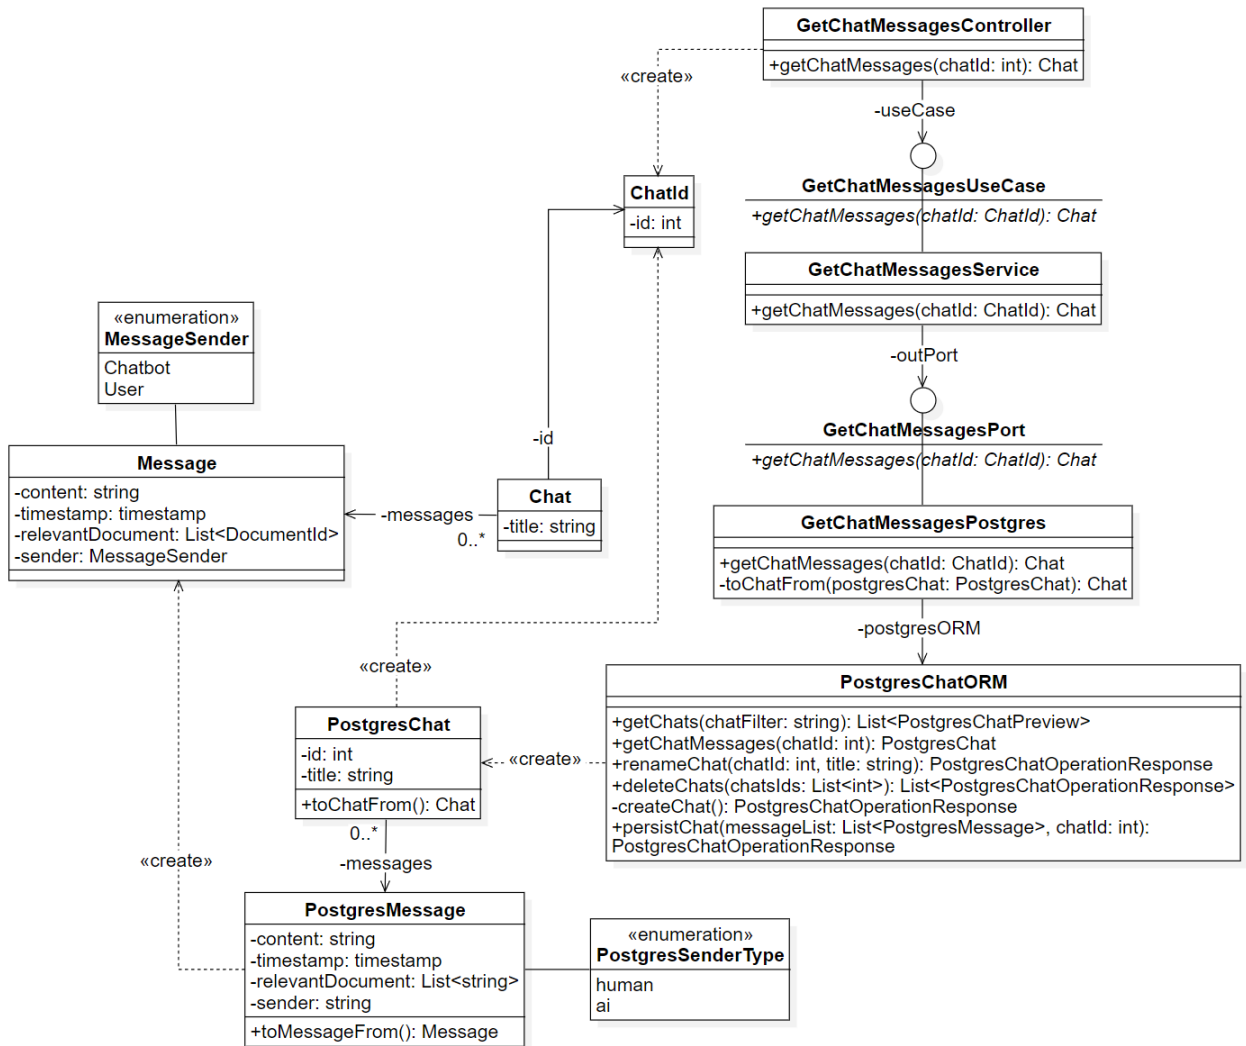 GetChatMessagesController
+getChatMessages(chatId: int): Chat
«create»
-useCase
GetChatMessagesUseCase
+getChatMessages(chatId: ChatId): Chat
ChatId
-id: int
GetChatMessagesService
+getChatMessages(chatId: ChatId): Chat
«enumeration»
MessageSender
Chatbot
User
-outPort
GetChatMessagesPort
+getChatMessages(chatId: ChatId): Chat
-id
Message
-content: string
-timestamp: timestamp
-relevantDocument: List<DocumentId>
-sender: MessageSender
-messages
0..*
Chat
-title: string
GetChatMessagesPostgres
+getChatMessages(chatId: ChatId): Chat
-toChatFrom(postgresChat: PostgresChat): Chat
-postgresORM
«create»
PostgresChatORM
+getChats(chatFilter: string): List<PostgresChatPreview>
+getChatMessages(chatId: int): PostgresChat
+renameChat(chatId: int, title: string): PostgresChatOperationResponse
+deleteChats(chatsIds: List<int>): List<PostgresChatOperationResponse>
-createChat(): PostgresChatOperationResponse
+persistChat(messageList: List<PostgresMessage>, chatId: int):
PostgresChatOperationResponse
PostgresChat
-id: int
-title: string
+toChatFrom(): Chat
«create»
0..*
-messages
«create»
PostgresMessage
-content: string
-timestamp: timestamp
-relevantDocument: List<string>
-sender: string
+toMessageFrom(): Message
«enumeration»
PostgresSenderType
human
ai